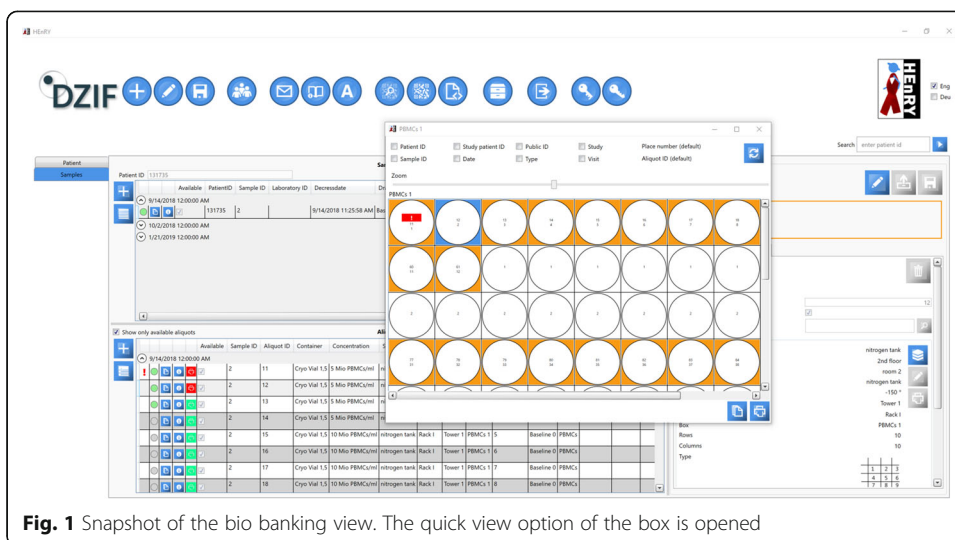 HEnRY
DZIF
A
HEnRY
Eng
Deu
Search enter patient id
Patient
Samples
Patient ID 131735
Available PatientID Sample ID Laboratory ID Decressdate
9/14/2018 12:00:00 AM
131735 2 9/14/2018 11:25:58 AM
10/2/2018 12:00:00 AM
1/21/2019 12:00:00 AM
PBMCs 1
Patient ID Study patient ID Public ID Study Place number (default)
Sample ID Date Type Visit Aliquot ID (default)
Zoom
PBMCs 1
Show only available aliquots
Available Sample ID Aliquot ID Container Concentration
9/14/2018 12:00:00 AM
2 11 Cryo Vial 1,5 5 Mio PBMCs/ml
2 12 Cryo Vial 1,5 5 Mio PBMCs/ml
2 13 Cryo Vial 1,5 5 Mio PBMCs/ml
2 14 Cryo Vial 1,5 5 Mio PBMCs/ml
2 15 Cryo Vial 1,5 10 Mio PBMCs/ml nitrogen tank Rack I Tower 1 PBMCs 1 5 Baseline 0 PBMCs
2 16 Cryo Vial 1,5 10 Mio PBMCs/ml nitrogen tank Rack I Tower 1 PBMCs 1 6 Baseline 0 PBMCs
2 17 Cryo Vial 1,5 10 Mio PBMCs/ml nitrogen tank Rack I Tower 1 PBMCs 1 7 Baseline 0 PBMCs
2 18 Cryo Vial 1,5 10 Mio PBMCs/ml nitrogen tank Rack I Tower 1 PBMCs 1 8 Baseline 0 PBMCs
12
nitrogen tank
2nd floor
room 2
nitrogen tank
-150 °
Tower 1
Rack I
Box PBMCs 1
Rows 10
Columns 10
Type
1 2 3
4 5 6
7 8 9
Fig. 1 Snapshot of the bio banking view. The quick view option of the box is opened